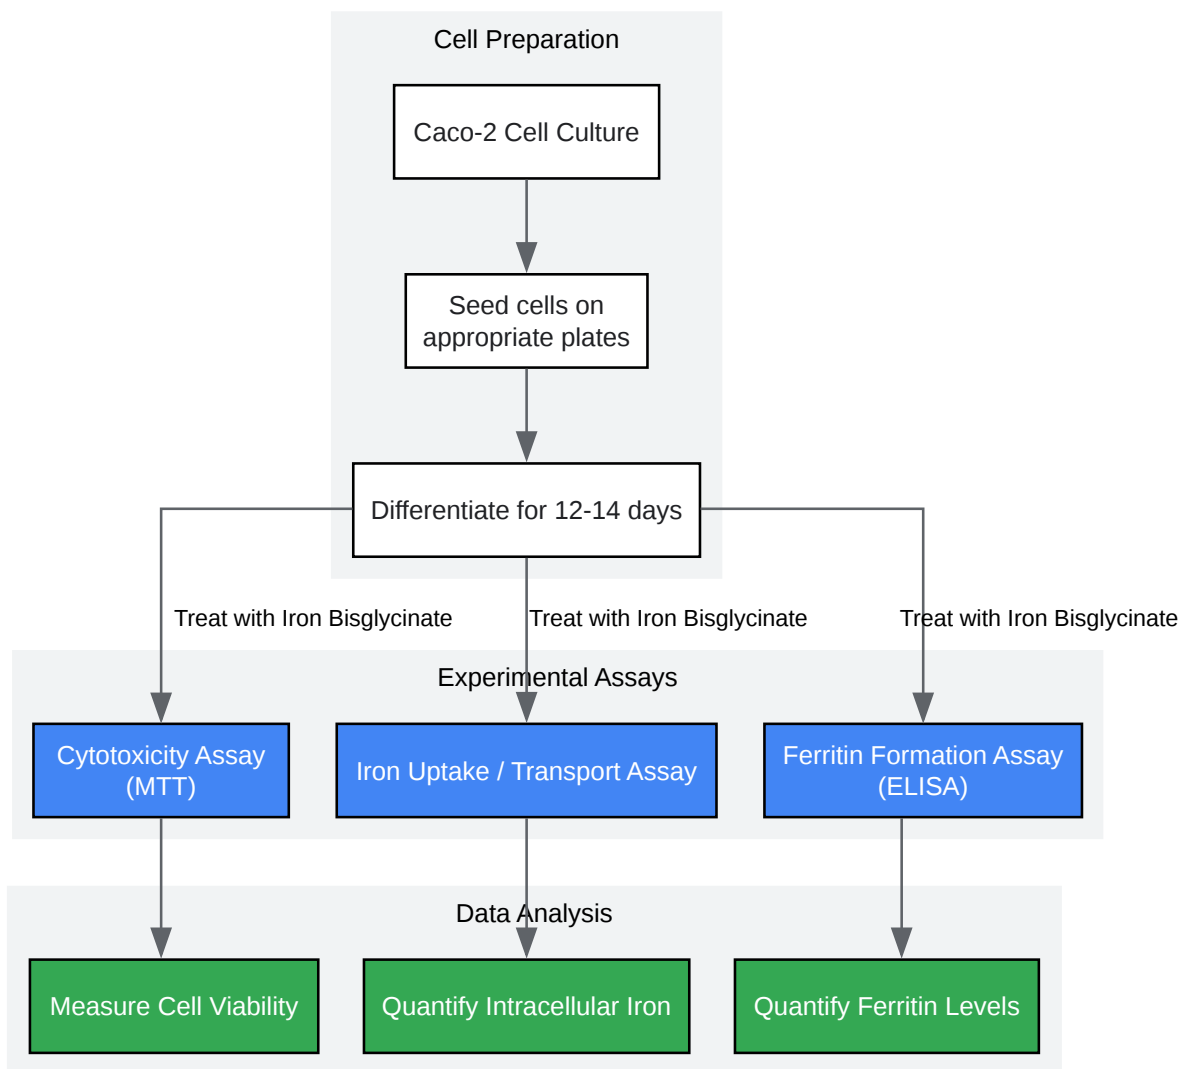 Cell Preparation
Caco-2 Cell Culture
Seed cells on
appropriate plates
Differentiate for 12-14 days
Treat with Iron Bisglycinate
Treat with Iron Bisglycinate
Treat with Iron Bisglycinate
Experimental Assays
Cytotoxicity Assay
(MTT)
Iron Uptake / Transport Assay
Ferritin Formation Assay
(ELISA)
Data Analysis
Measure Cell Viability
Quantify Intracellular Iron
Quantify Ferritin Levels